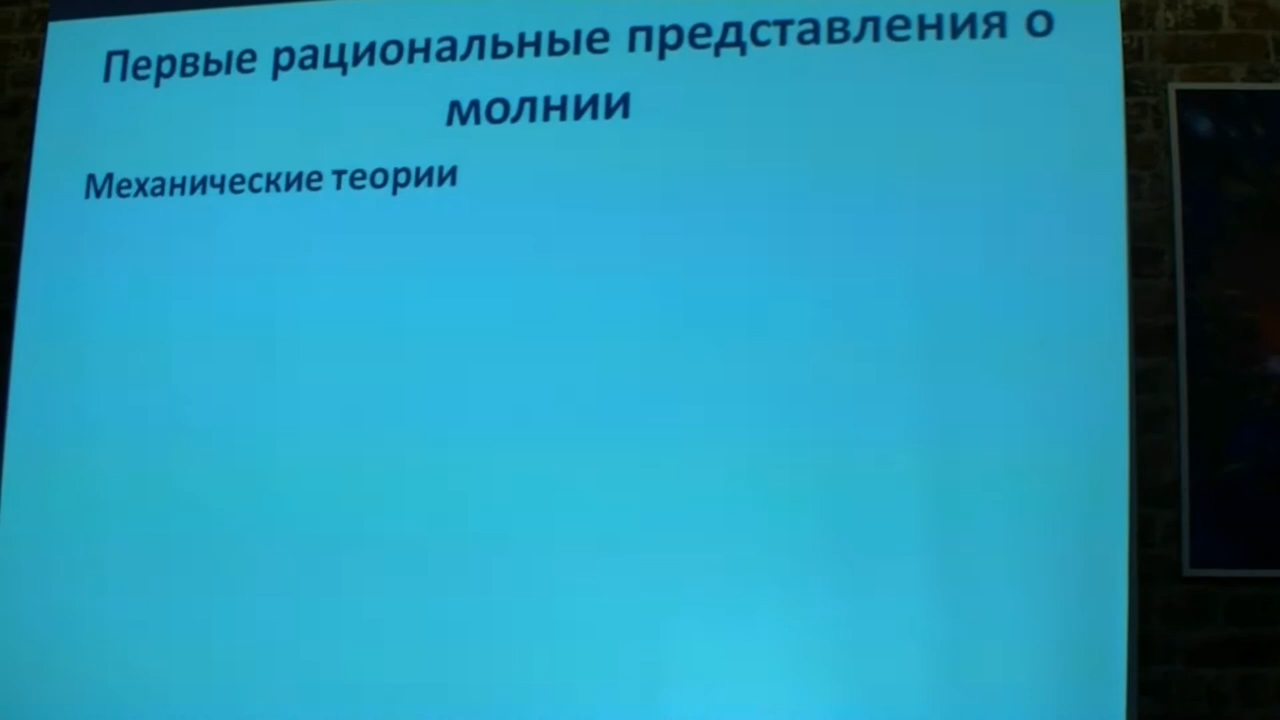 Первые рациональные представления о
молнии
Механические теории